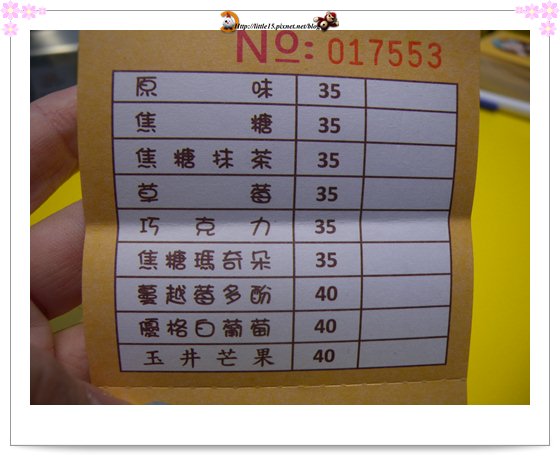 Http://little15.pixnet.net/blog
No: 017553
原味 35
焦糖 35
焦糖抹茶 35
草莓 35
巧克力 35
焦糖瑪奇朵 35
蔓越莓多酚 40
優格白葡萄 40
玉井芒果 40